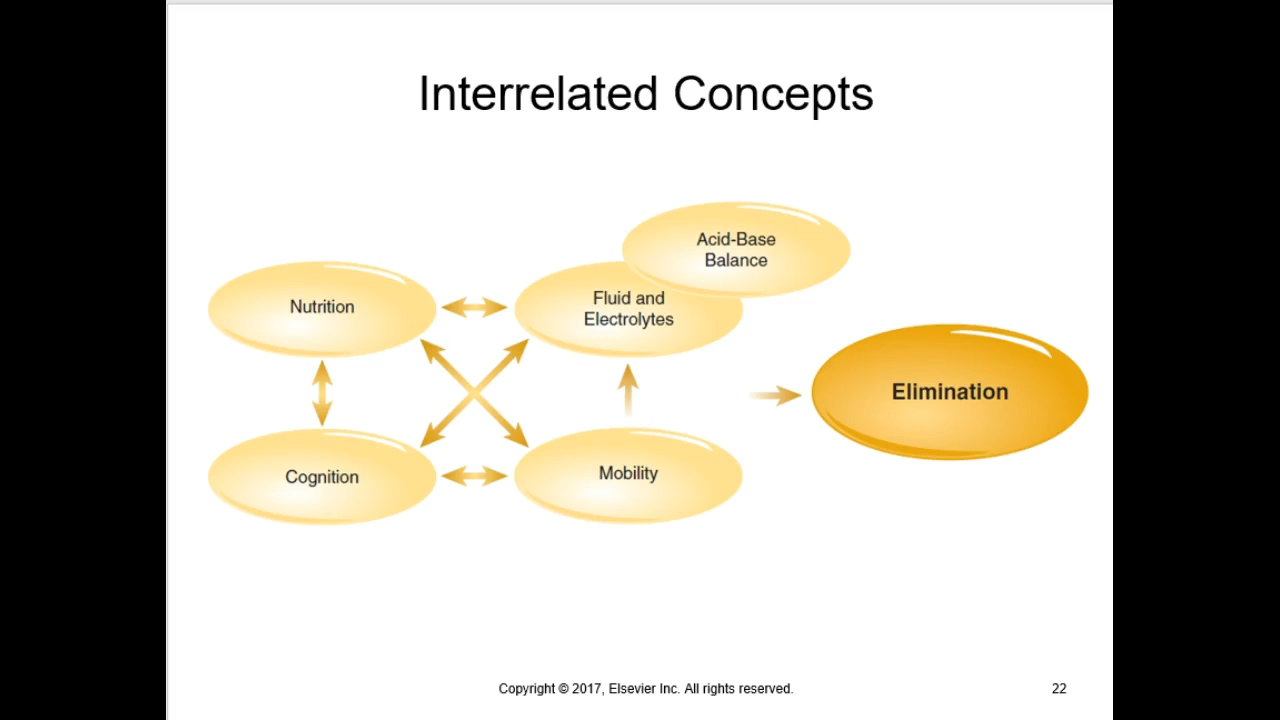 Interrelated Concepts
Acid-Base
Balance
Nutrition
Fluid and
Electrolytes
Elimination
Cognition
Mobility
Copyright © 2017, Elsevier Inc. All rights reserved.
22